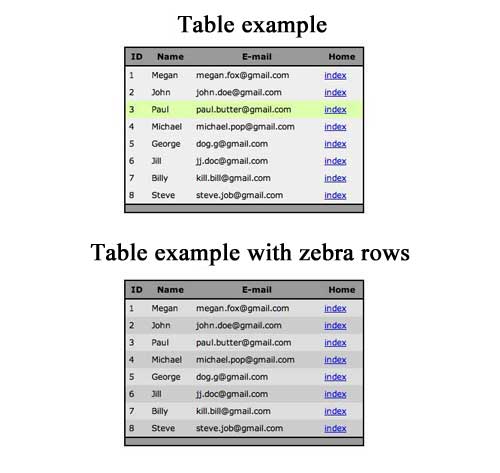 Table example
ID Name E-mail Home
1 Megan megan.fox@gmail.com index
2 John john.doe@gmail.com index
3 Paul paul.butter@gmail.com index
4 Michael michael.pop@gmail.com index
5 George dog.g@gmail.com index
6 Jill jj.doc@gmail.com index
7 Billy kill.bill@gmail.com index
8 Steve steve.job@gmail.com index
Table example with zebra rows
ID Name E-mail Home
1 Megan megan.fox@gmail.com index
2 John john.doe@gmail.com index
3 Paul paul.butter@gmail.com index
4 Michael michael.pop@gmail.com index
5 George dog.g@gmail.com index
6 Jill jj.doc@gmail.com index
7 Billy kill.bill@gmail.com index
8 Steve steve.job@gmail.com index